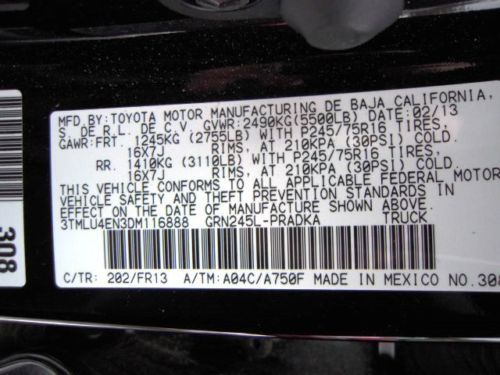 MFD.BY:TOYOTA MOTOR MANUFACTURING DE BAJA CALIFORNIA,
S. DE R.L. DE C.V. GVWR:2490KG(5500LB) 02/13
GAWR:FRT. 1245KG (2755LB) WITH P245/75R16 TIRES,
16X7J RIMS, AT 210KPA (30PSI) COLD.
RR. 1410KG (3110LB) WITH P245/75R16 TIRES,
16X7J RIMS, AT 210KPA (30PSI) COLD.
THIS VEHICLE CONFORMS TO ALL APPLICABLE FEDERAL MOTOR
VEHICLE SAFETY AND THEFT PREVENTION STANDARDS IN
EFFECT ON THE DATE OF MANUFACTURE SHOWN ABOVE.
3TMLU4EN3DM116888 GRN245L-PRADKA TRUCK
C/TR: 202/FR13 A/TM:A04C/A750F MADE IN MEXICO NO.308
308